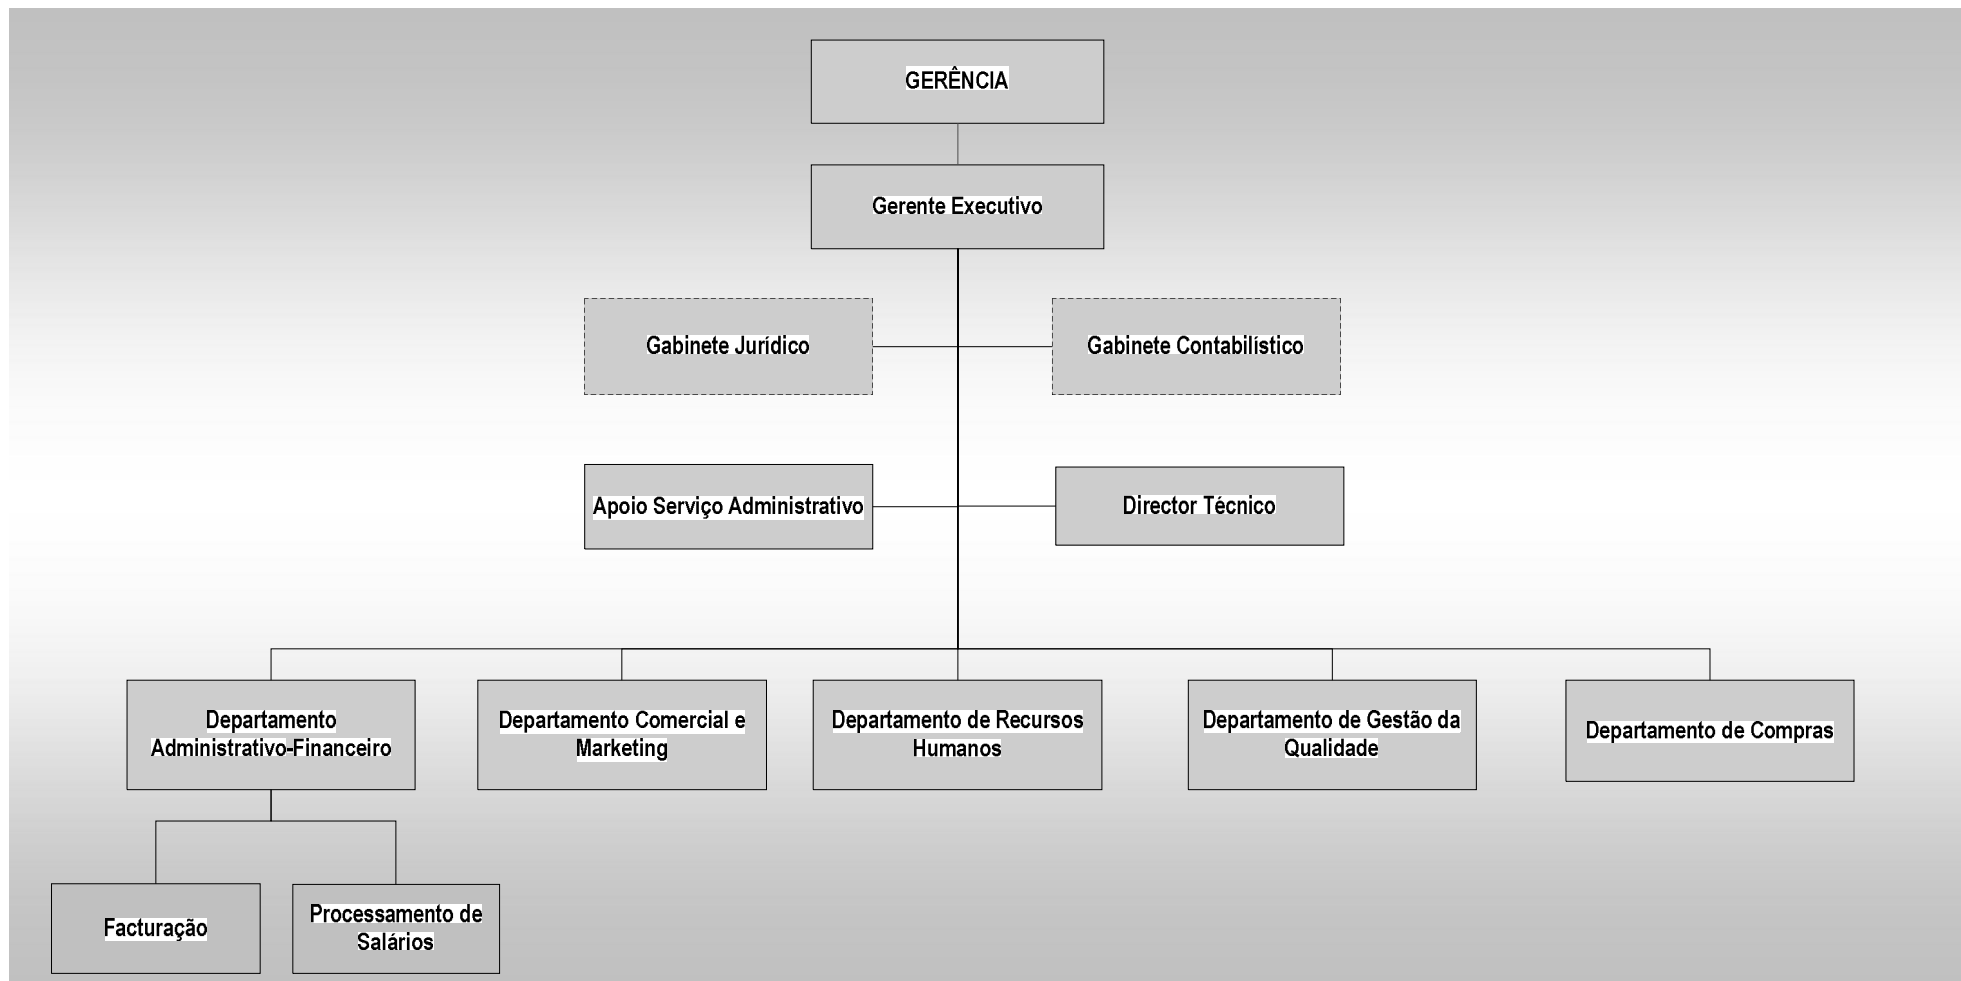 GERÊNCIA
Gerente Executivo
Gabinete Jurídico
Gabinete Contabilístico
Apoio Serviço Administrativo
Director Técnico
Departamento
Administrativo-Financeiro
Departamento Comercial e
Marketing
Departamento de Recursos
Humanos
Departamento de Gestão da
Qualidade
Departamento de Compras
Facturação
Processamento de
Salários